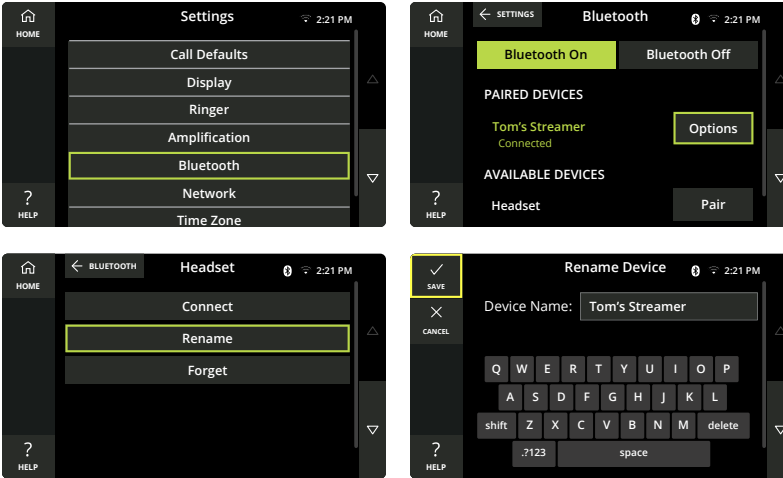 HOME
Settings
2:21 PM
Call Defaults
Display
Ringer
Amplification
Bluetooth
Network
Time Zone
?
HELP
HOME
SETTINGS
Bluetooth
2:21 PM
Bluetooth On
Bluetooth Off
PAIRED DEVICES
Tom's Streamer
Connected
Options
AVAILABLE DEVICES
Headset
Pair
?
HELP
HOME
BLUETOOTH
Headset
2:21 PM
Connect
Rename
Forget
?
HELP
SAVE
CANCEL
Rename Device
2:21 PM
Device Name: Tom's Streamer
Q W E R T Y U I O P
A S D F G H J K L
shift Z X C V B N M delete
.?123 space
?
HELP